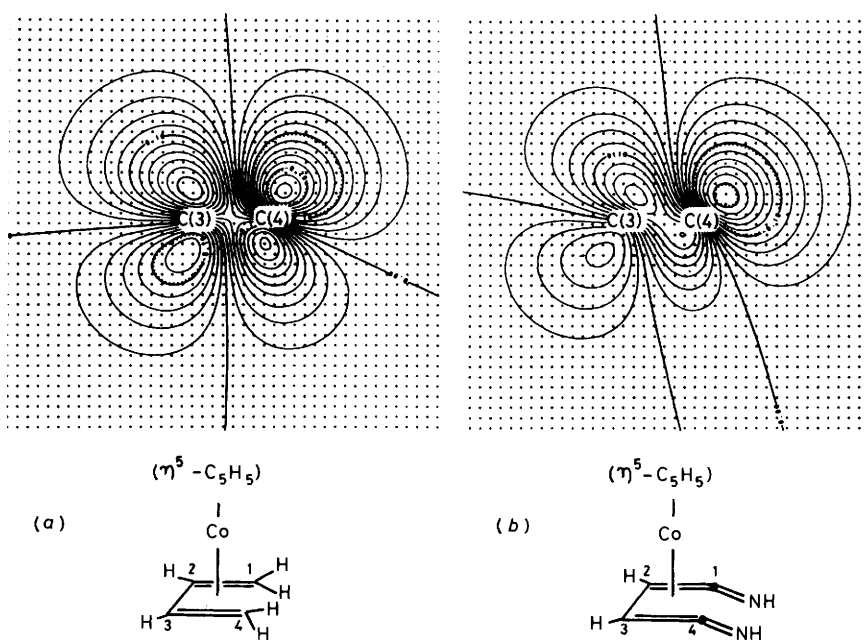 C(3) C(4)
C(3) C(4)
(η⁵ -C₅H₅)
Co
(a)
H 2 1 H
H
H 3 4 H
H
(η⁵ -C₅H₅)
Co
(b)
H 2 1
NH
H 3 4
NH